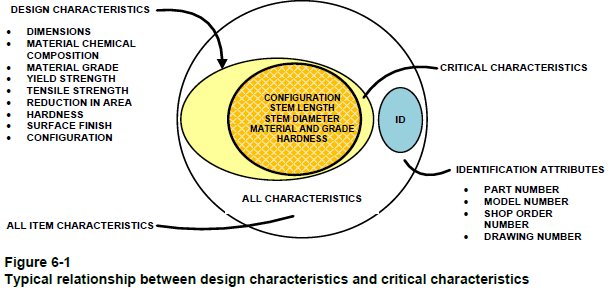 DESIGN CHARACTERISTICS
• DIMENSIONS
• MATERIAL CHEMICAL
COMPOSITION
• MATERIAL GRADE
• YIELD STRENGTH
• TENSILE STRENGTH
• REDUCTION IN AREA
• HARDNESS
• SURFACE FINISH
• CONFIGURATION
CRITICAL CHARACTERISTICS
CONFIGURATION
STEM LENGTH
STEM DIAMETER
MATERIAL AND GRADE
HARDNESS
ID
IDENTIFICATION ATTRIBUTES
• PART NUMBER
• MODEL NUMBER
• SHOP ORDER
NUMBER
• DRAWING NUMBER
ALL CHARACTERISTICS
ALL ITEM CHARACTERISTICS
Figure 6-1
Typical relationship between design characteristics and critical characteristics